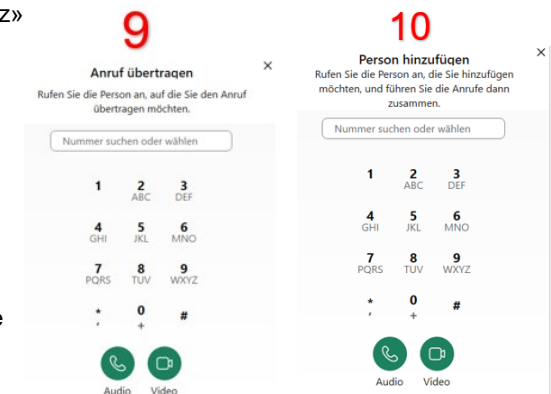 z»
9
Anruf übertragen
Rufen Sie die Person an, auf die Sie den Anruf
übertragen möchten.
Nummer suchen oder wählen
1 2 3
ABC DEF
4 5 6
GHI JKL MNO
7 8 9
PQRS TUV WXYZ
* 0 #
, +
Audio Video
e
10
Person hinzufügen
Rufen Sie die Person an, die Sie hinzufügen
möchten, und führen Sie die Anrufe dann
zusammen.
Nummer suchen oder wählen
1 2 3
ABC DEF
4 5 6
GHI JKL MNO
7 8 9
PQRS TUV WXYZ
* 0 #
, +
Audio Video